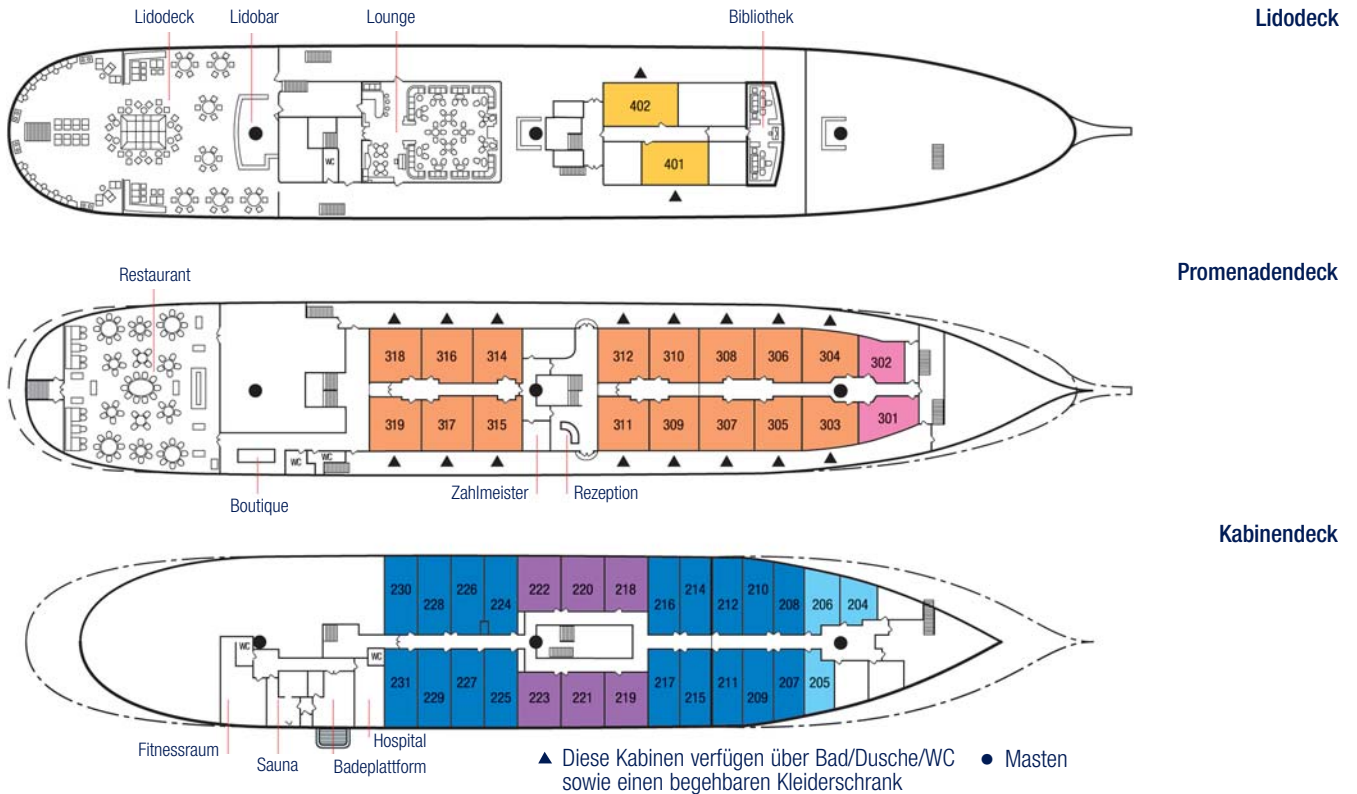 Lidodeck Lidobar Lounge Bibliothek Lidodeck
402
WC
401
Promenadendeck
Restaurant
318 316 314 312 310 308 306 304 302
319 317 315 311 309 307 305 303 301
WC WC
Zahlmeister Rezeption
Boutique
Kabinendeck
230 228 226 224 222 220 218 216 214 212 210 208 206 204
WC
WC
231 229 227 225 223 221 219 217 215 211 209 207 205
Fitnessraum Sauna Badeplattform Hospital
▲ Diese Kabinen verfügen über Bad/Dusche/WC ● Masten
sowie einen begehbaren Kleiderschrank